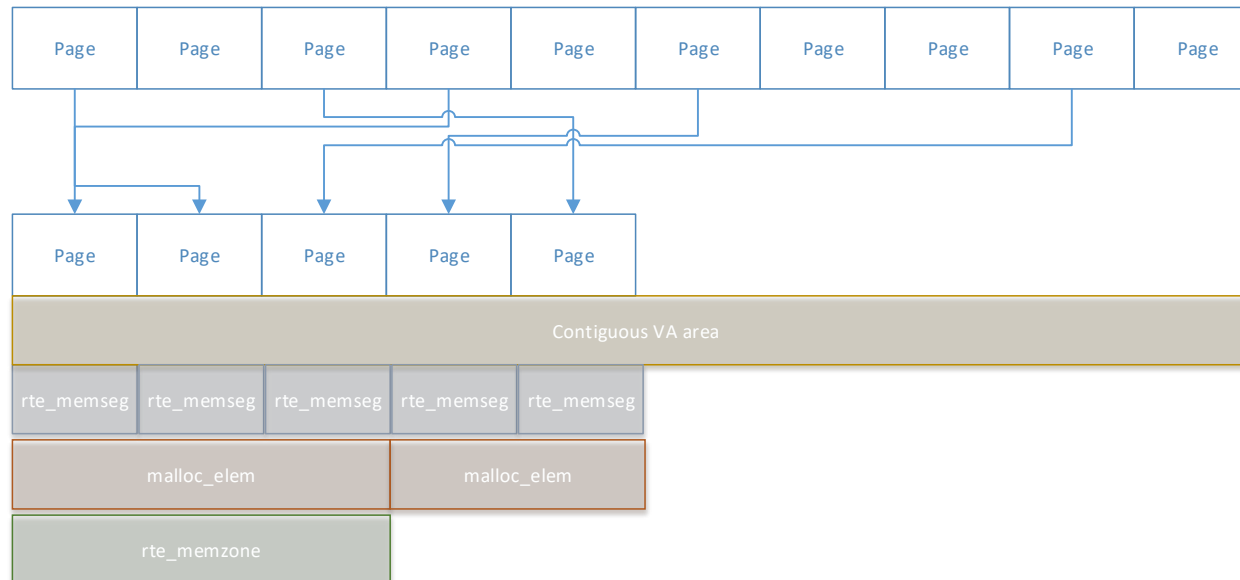 Page Page Page Page Page Page Page Page Page Page
Page Page Page Page Page
Contiguous VA area
rte_memseg rte_memseg rte_memseg rte_memseg rte_memseg
malloc_elem malloc_elem
rte_memzone